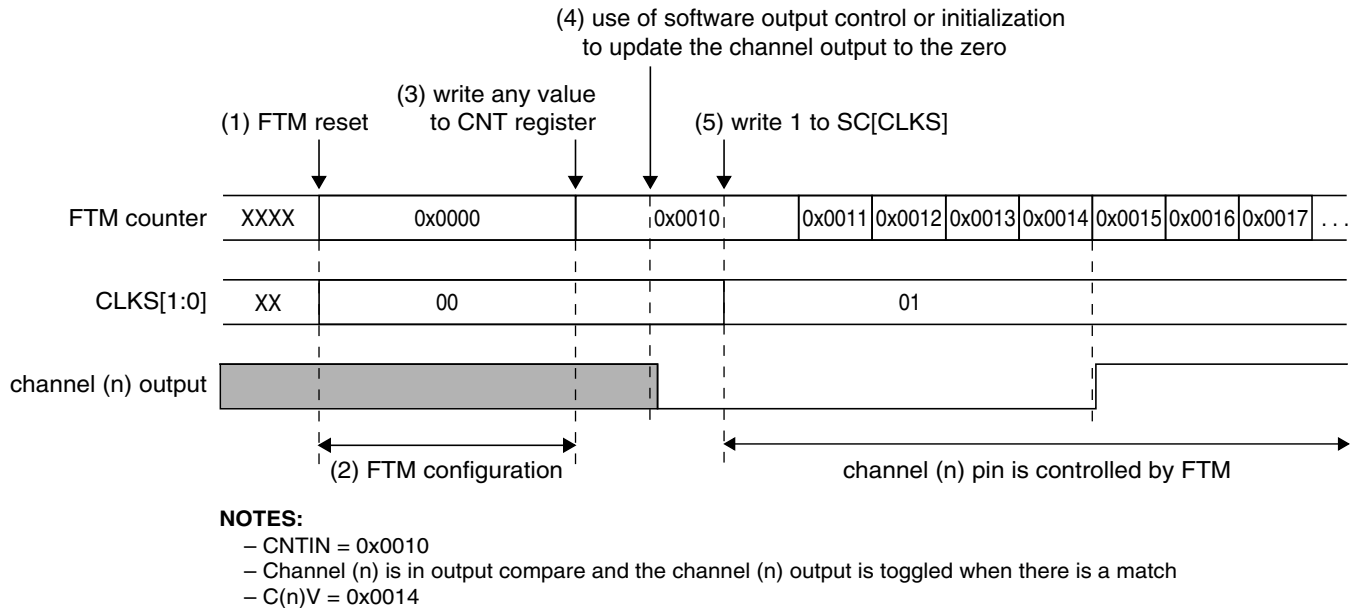 (4) use of software output control or initialization
to update the channel output to the zero
(3) write any value
to CNT register
(1) FTM reset
(5) write 1 to SC[CLKS]
FTM counter XXXX 0x0000 0x0010 0x0011 0x0012 0x0013 0x0014 0x0015 0x0016 0x0017 . . .
CLKS[1:0] XX 00 01
channel (n) output
(2) FTM configuration channel (n) pin is controlled by FTM
NOTES:
– CNTIN = 0x0010
– Channel (n) is in output compare and the channel (n) output is toggled when there is a match
– C(n)V = 0x0014